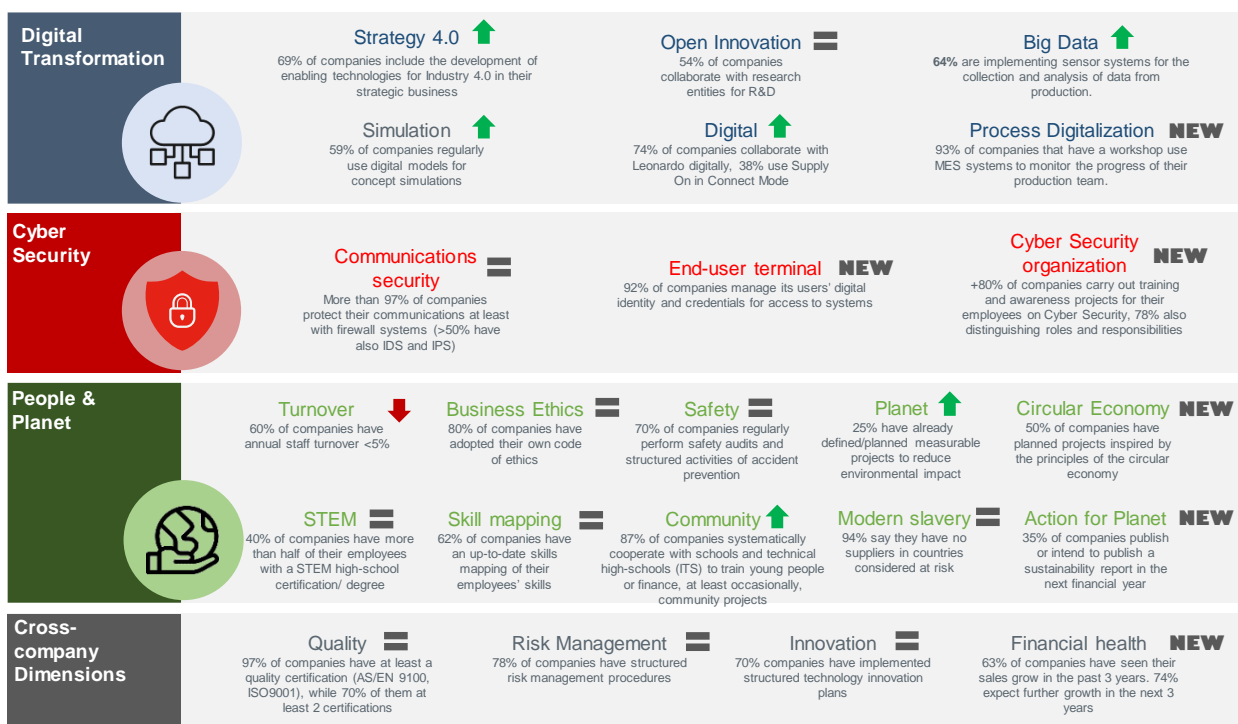 Digital
Transformation
Strategy 4.0
69% of companies include the development of
enabling technologies for Industry 4.0 in their
strategic business
Open Innovation
54% of companies
collaborate with research
entities for R&D
Big Data
64% are implementing sensor systems for the
collection and analysis of data from
production.
Simulation
59% of companies regularly
use digital models for
concept simulations
Digital
74% of companies collaborate with
Leonardo digitally, 38% use Supply
On in Connect Mode
Process Digitalization NEW
93% of companies that have a workshop use
MES systems to monitor the progress of their
production team.
Cyber
Security
Communications
security
More than 97% of companies
protect their communications at least
with firewall systems (>50% have
also IDS and IPS)
End-user terminal NEW
92% of companies manage its users' digital
identity and credentials for access to systems
Cyber Security
organization NEW
+80% of companies carry out training
and awareness projects for their
employees on Cyber Security, 78% also
distinguishing roles and responsibilities
People &
Planet
Turnover
60% of companies have
annual staff turnover <5%
Business Ethics
80% of companies have
adopted their own code
of ethics
Safety
70% of companies regularly
perform safety audits and
structured activities of accident
prevention
Planet
25% have already
defined/planned measurable
projects to reduce
environmental impact
Circular Economy NEW
50% of companies have
planned projects inspired by
the principles of the circular
economy
STEM
40% of companies have more
than half of their employees
with a STEM high-school
certification/ degree
Skill mapping
62% of companies have
an up-to-date skills
mapping of their
employees' skills
Community
87% of companies systematically
cooperate with schools and technical
high-schools (ITS) to train young people
or finance, at least occasionally,
community projects
Modern slavery
94% say they have no
suppliers in countries
considered at risk
Action for Planet NEW
35% of companies publish
or intend to publish a
sustainability report in the
next financial year
Cross-
company
Dimensions
Quality
97% of companies have at least a
quality certification (AS/EN 9100,
ISO9001), while 70% of them at
least 2 certifications
Risk Management
78% of companies have structured
risk management procedures
Innovation
70% companies have implemented
structured technology innovation
plans
Financial health NEW
63% of companies have seen their
sales grow in the past 3 years. 74%
expect further growth in the next 3
years